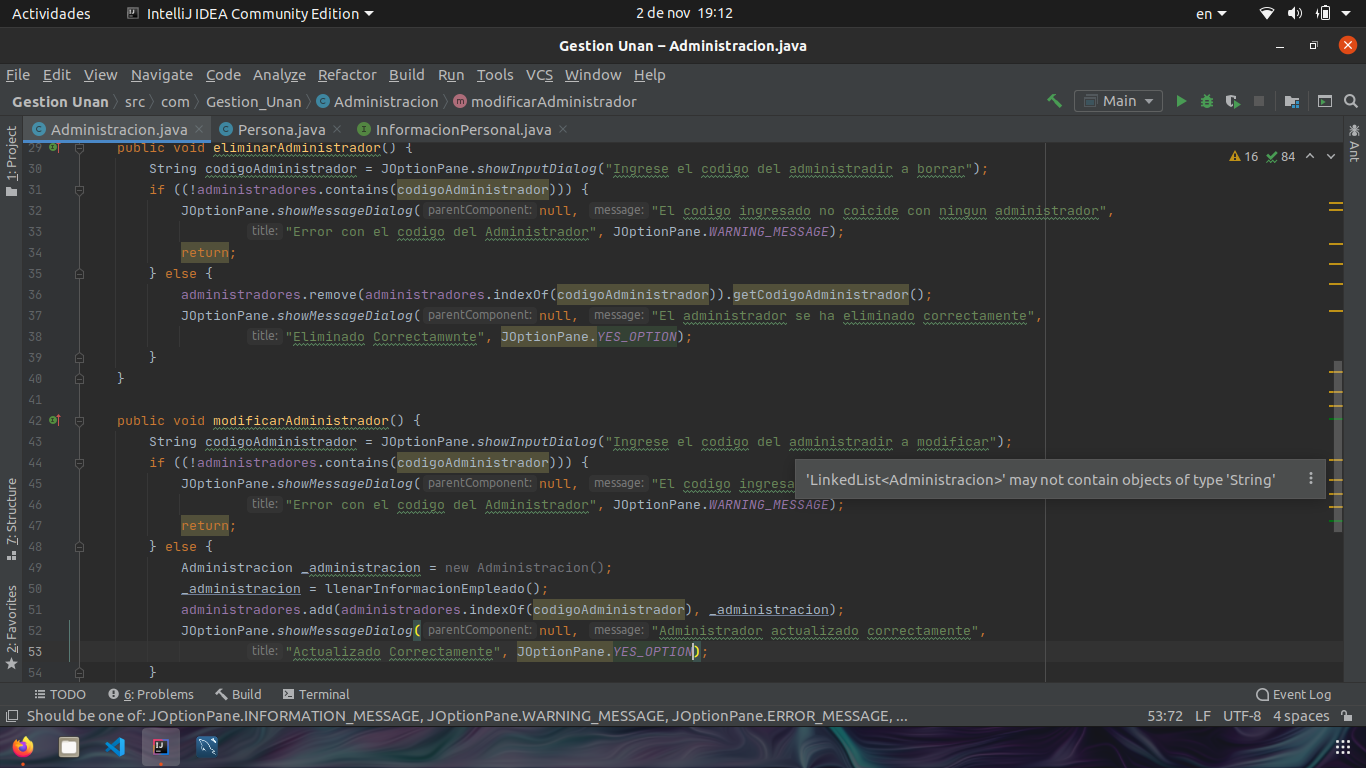 Actividades IntelliJ IDEA Community Edition 2 de nov 19:12 en
Gestion Unan – Administracion.java
File Edit View Navigate Code Analyze Refactor Build Run Tools VCS Window Help
Gestion Unan src com Gestion_Unan Administracion modificarAdministrador Main
Administracion.java Persona.java InformacionPersonal.java
1: Project
7: Structure
2: Favorites
Ant
16 84
29 public void eliminarAdministrador() {
30 String codigoAdministrador = JOptionPane.showInputDialog("Ingrese el codigo del administradir a borrar");
31 if ((!administradores.contains(codigoAdministrador))) {
32 JOptionPane.showMessageDialog( parentComponent: null, message: "El codigo ingresado no coicide con ningun administrador",
33 title: "Error con el codigo del Administrador", JOptionPane.WARNING_MESSAGE);
34 return;
35 } else {
36 administradores.remove(administradores.indexOf(codigoAdministrador)).getCodigoAdministrador();
37 JOptionPane.showMessageDialog( parentComponent: null, message: "El administrador se ha eliminado correctamente",
38 title: "Eliminado Correctamwnte", JOptionPane.YES_OPTION);
39 }
40 }
41
42 public void modificarAdministrador() {
43 String codigoAdministrador = JOptionPane.showInputDialog("Ingrese el codigo del administradir a modificar");
44 if ((!administradores.contains(codigoAdministrador))) {
45 JOptionPane.showMessageDialog( parentComponent: null, message: "El codigo ingresa
'LinkedList<Administracion>' may not contain objects of type 'String'
46 title: "Error con el codigo del Administrador", JOptionPane.WARNING_MESSAGE);
47 return;
48 } else {
49 Administracion _administracion = new Administracion();
50 _administracion = llenarInformacionEmpleado();
51 administradores.add(administradores.indexOf(codigoAdministrador), _administracion);
52 JOptionPane.showMessageDialog( parentComponent: null, message: "Administrador actualizado correctamente",
53 title: "Actualizado Correctamente", JOptionPane.YES_OPTION);
54 }
TODO 6: Problems Build Terminal Event Log
Should be one of: JOptionPane.INFORMATION_MESSAGE, JOptionPane.WARNING_MESSAGE, JOptionPane.ERROR_MESSAGE, ... 53:72 LF UTF-8 4 spaces